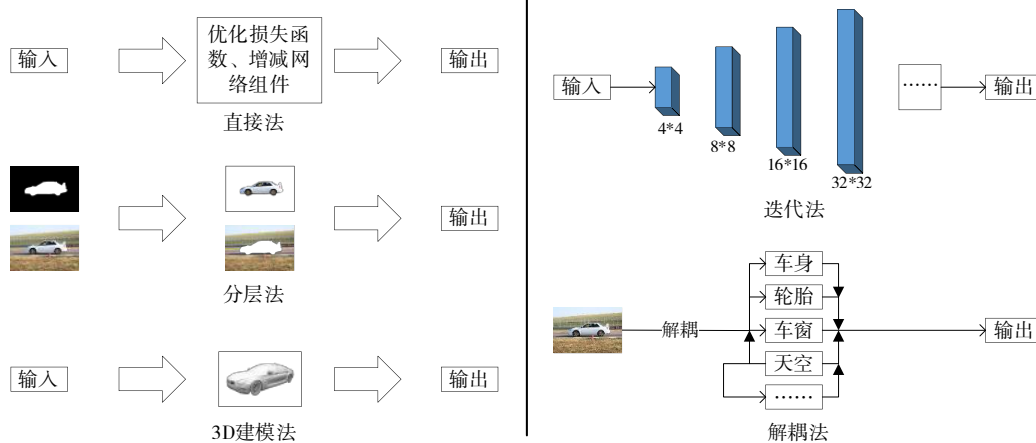 输入
优化损失函
数、增减网
络组件
输出
直接法
输出
分层法
输入
输出
3D建模法
输入
4*4
8*8
16*16
32*32
……
输出
迭代法
解耦
车身
轮胎
车窗
天空
……
输出
解耦法